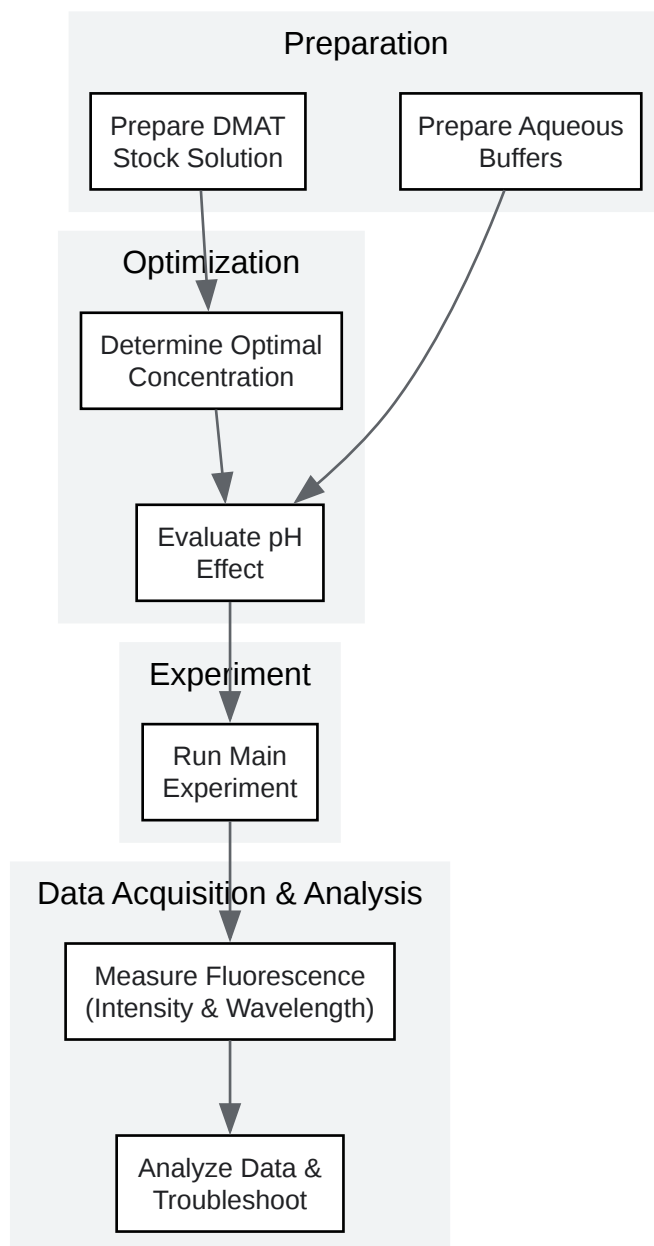 Preparation
Prepare DMAT
Stock Solution
Prepare Aqueous
Buffers
Optimization
Determine Optimal
Concentration
Evaluate pH
Effect
Experiment
Run Main
Experiment
Data Acquisition & Analysis
Measure Fluorescence
(Intensity & Wavelength)
Analyze Data &
Troubleshoot